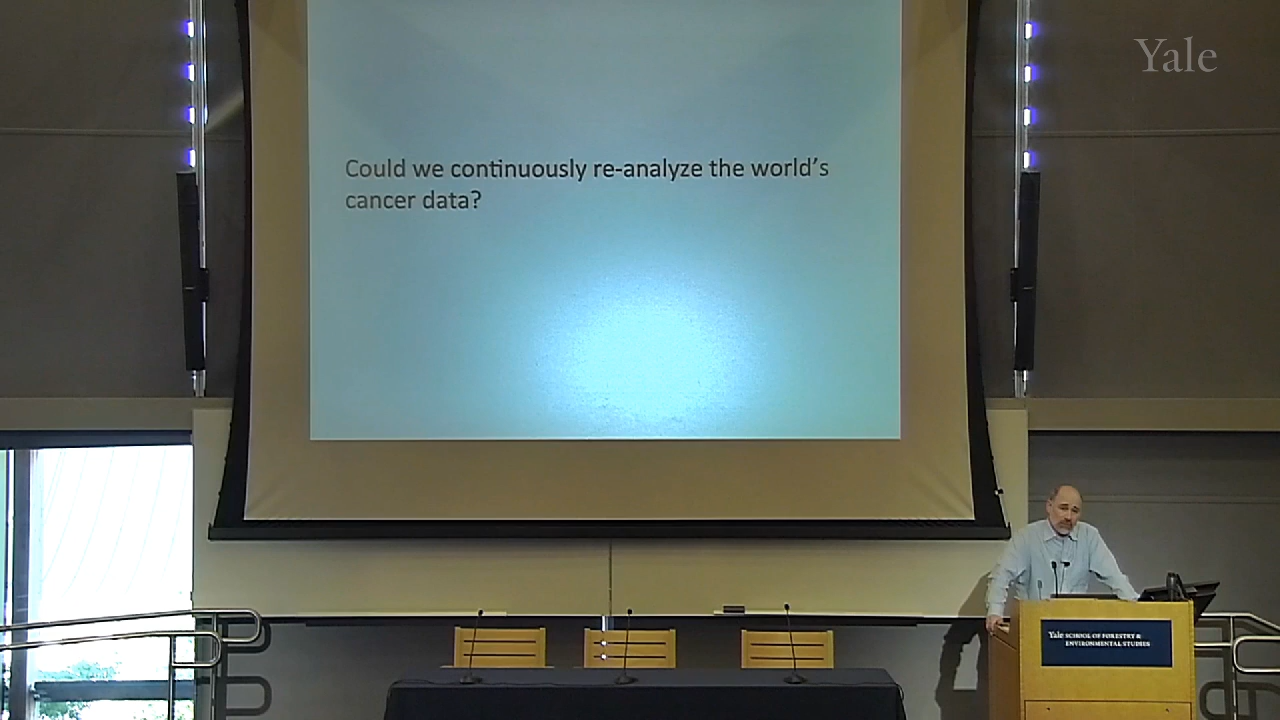 Yale
Could we continuously re-analyze the world's
cancer data?
Yale SCHOOL OF FORESTRY &
ENVIRONMENTAL STUDIES